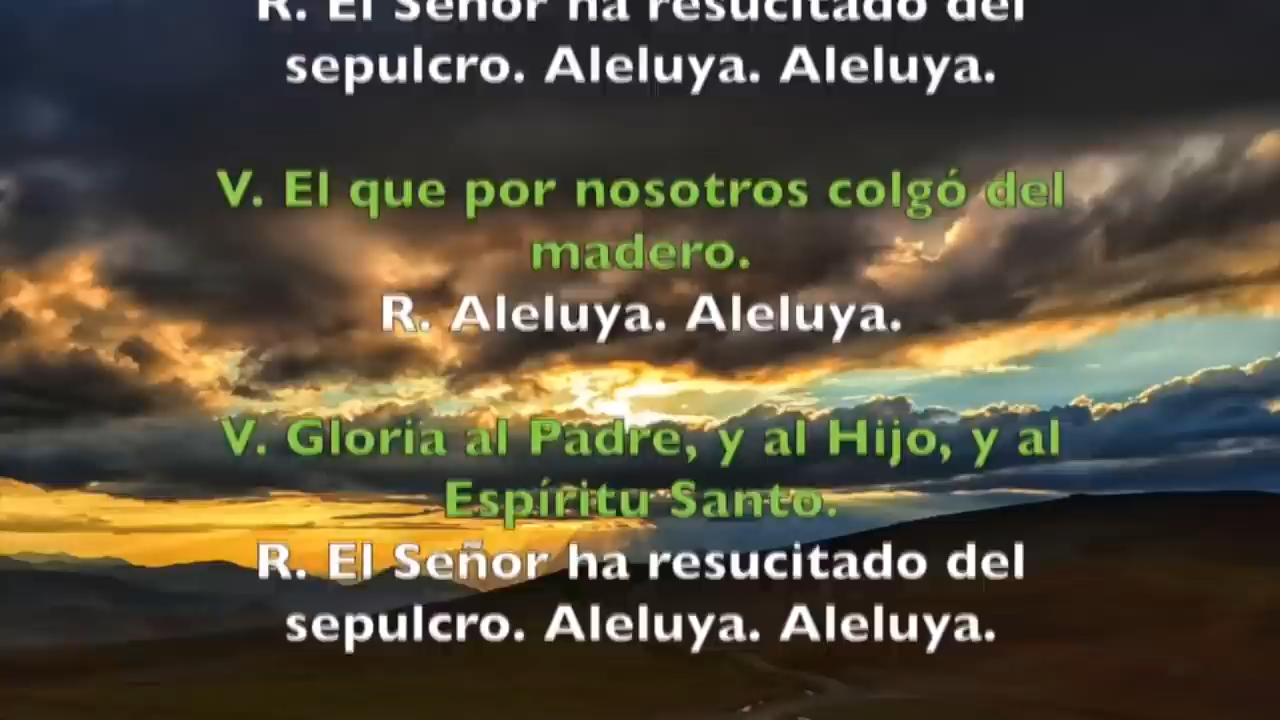 R. El Señor ha resucitado del
sepulcro. Aleluya. Aleluya.
V. El que por nosotros colgó del
madero.
R. Aleluya. Aleluya.
V. Gloria al Padre, y al Hijo, y al
Espíritu Santo.
R. El Señor ha resucitado del
sepulcro. Aleluya. Aleluya.